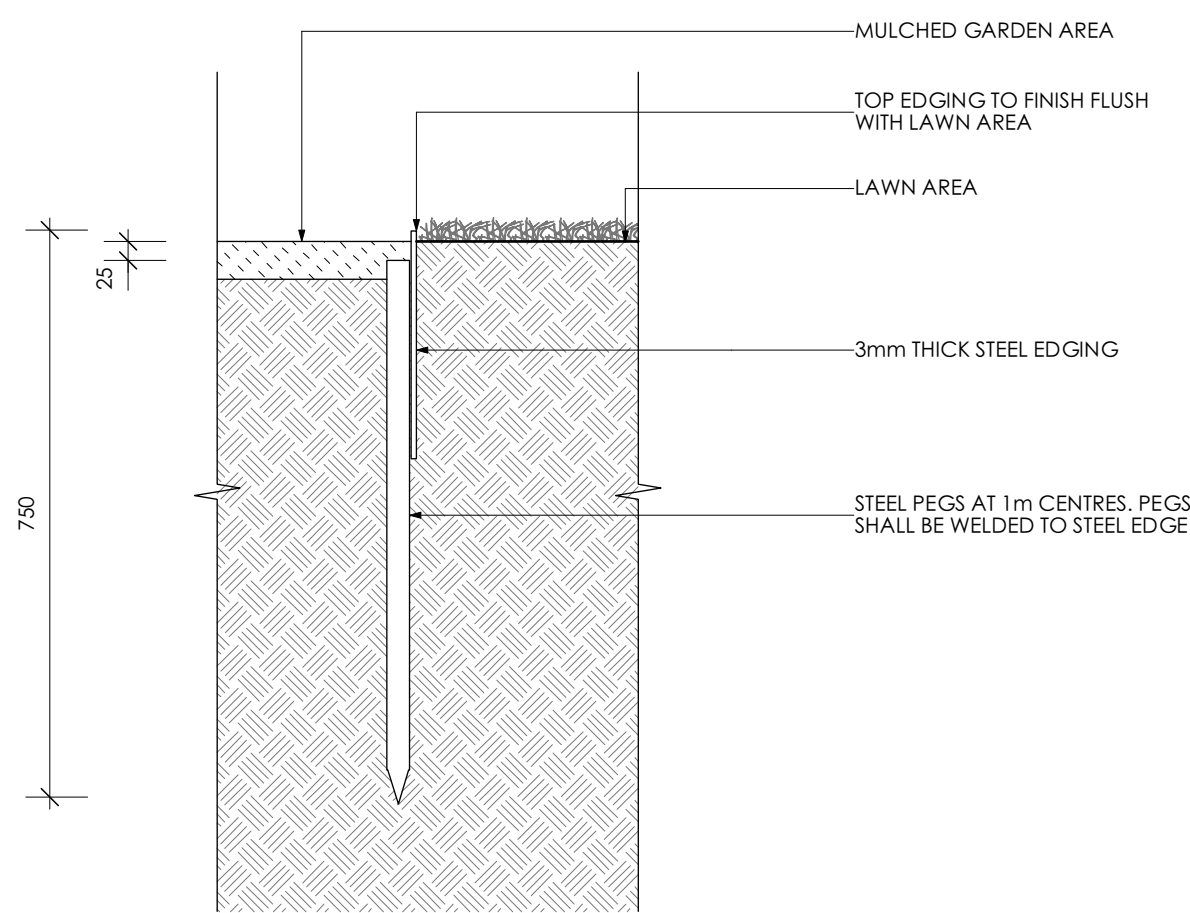 MULCHED GARDEN AREA
TOP EDGING TO FINISH FLUSH
WITH LAWN AREA
LAWN AREA
25
3mm THICK STEEL EDGING
750
STEEL PEGS AT 1m CENTRES. PEGS
SHALL BE WELDED TO STEEL EDGE